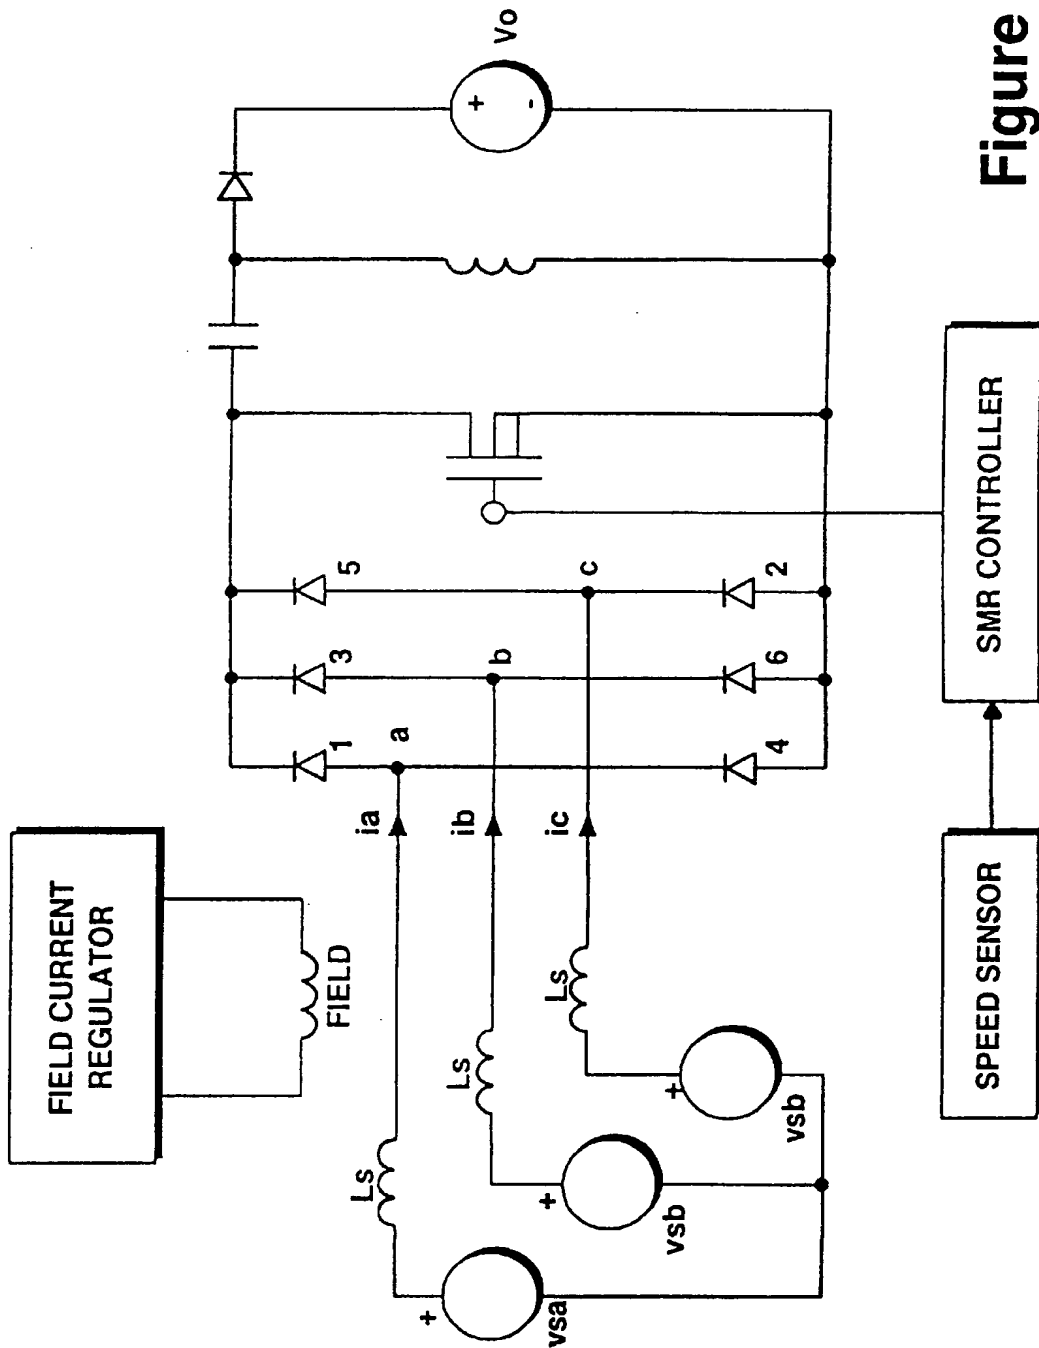 FIELD CURRENT
REGULATOR
FIELD
Ls
Ls
Ls
+
+
+
vsa
vsb
vsb
ia
ib
ic
a
b
c
1
3
5
4
6
2
+
-
Vo
SPEED SENSOR
SMR CONTROLLER
Figure